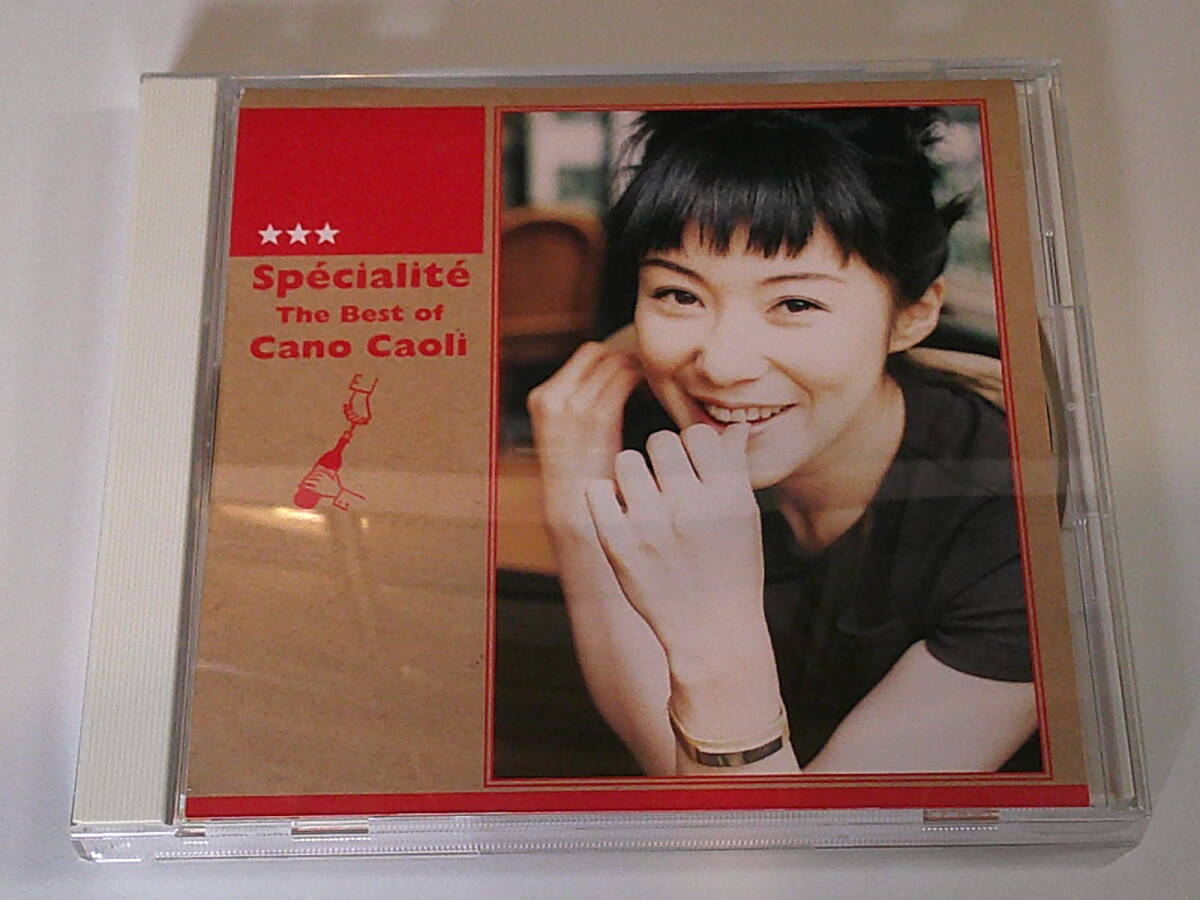 ★★★
Spécialité
The Best of
Cano Caoli